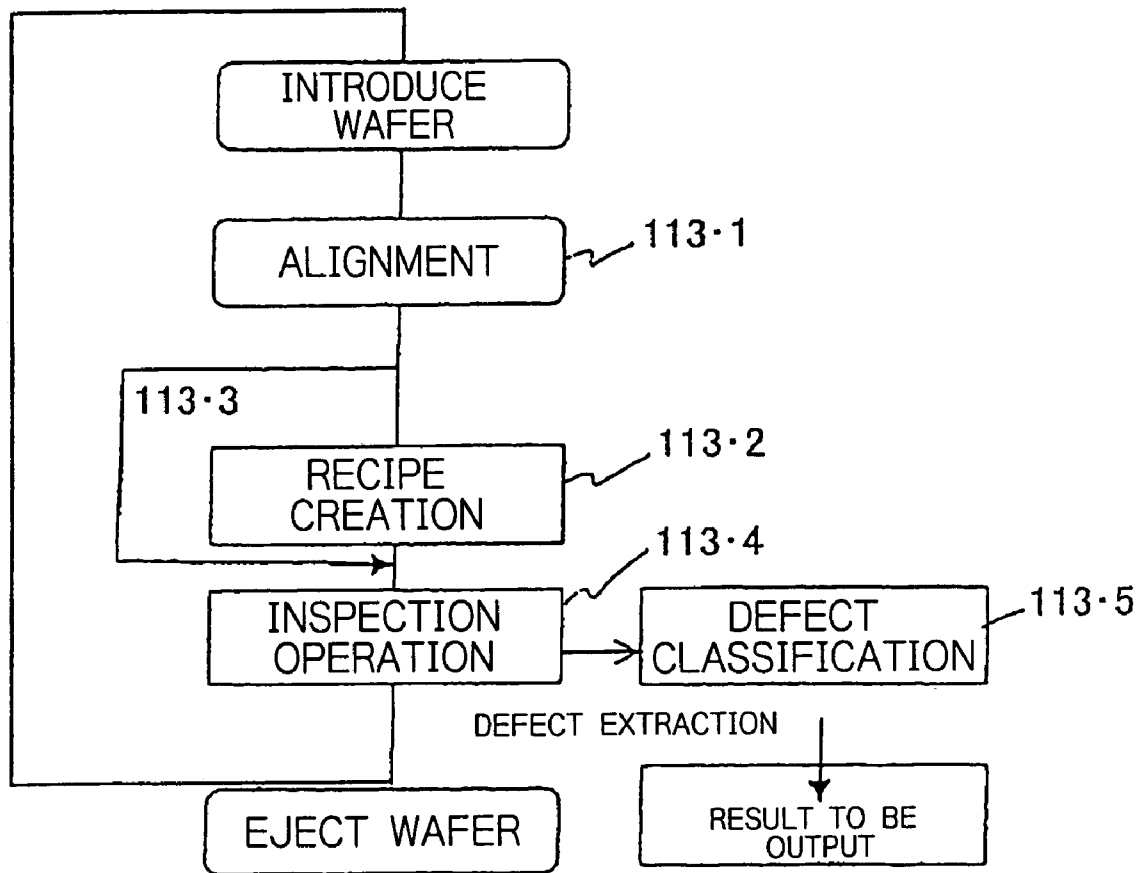 INTRODUCE
WAFER
ALIGNMENT
113·1
113·3
RECIPE
CREATION
113·2
113·4
INSPECTION
OPERATION
DEFECT
CLASSIFICATION
113·5
DEFECT EXTRACTION
EJECT WAFER
RESULT TO BE
OUTPUT